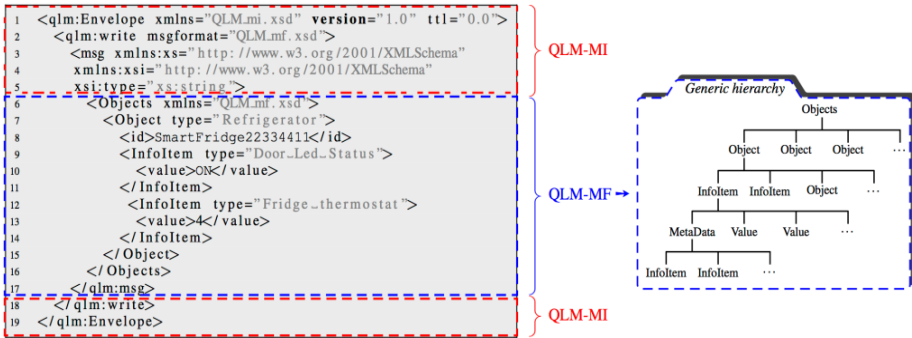 1 <qlm:Envelope xmlns="QLM_mi.xsd" version="1.0" ttl="0.0">
2 <qlm:write msgformat="QLM_mf.xsd">
3 <msg xmlns:xs="http://www.w3.org/2001/XMLSchema"
4 xmlns:xsi="http://www.w3.org/2001/XMLSchema"
5 xsi:type="xs:string">
6 <Objects xmlns="QLM_mf.xsd">
7 <Object type="Refrigerator">
8 <id>SmartFridge22334411</id>
9 <InfoItem type="Door_Led_Status">
10 <value>ON</value>
11 </InfoItem>
12 <InfoItem type="Fridge_thermostat">
13 <value>4</value>
14 </InfoItem>
15 </Object>
16 </Objects>
17 </qlm:msg>
18 </qlm:write>
19 </qlm:Envelope>
QLM-MI
QLM-MF
QLM-MI
Generic hierarchy
Objects
Object Object Object ...
InfoItem InfoItem Object ...
MetaData Value Value ...
InfoItem InfoItem ...